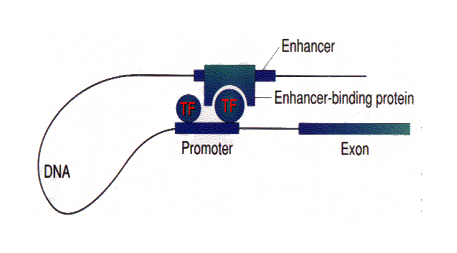 Enhancer
Enhancer-binding protein
TF
TF
Promoter
Exon
DNA